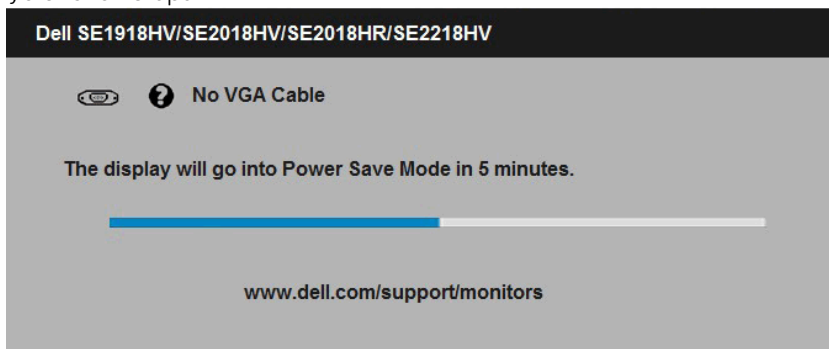 Dell SE1918HV/SE2018HV/SE2018HR/SE2218HV
No VGA Cable
The display will go into Power Save Mode in 5 minutes.
www.dell.com/support/monitors